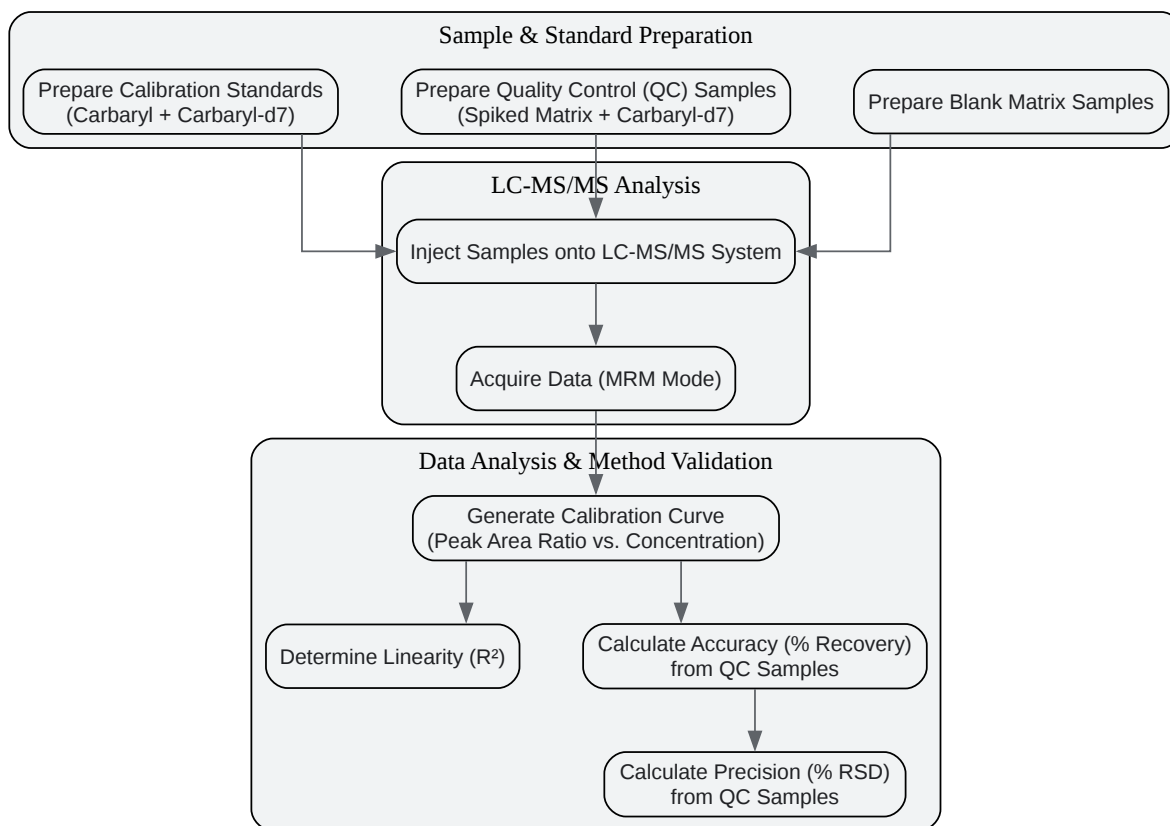 Sample & Standard Preparation
Prepare Calibration Standards
(Carbaryl + Carbaryl-d7)
Prepare Quality Control (QC) Samples
(Spiked Matrix + Carbaryl-d7)
Prepare Blank Matrix Samples
LC-MS/MS Analysis
Inject Samples onto LC-MS/MS System
Acquire Data (MRM Mode)
Data Analysis & Method Validation
Generate Calibration Curve
(Peak Area Ratio vs. Concentration)
Determine Linearity (R²)
Calculate Accuracy (% Recovery)
from QC Samples
Calculate Precision (% RSD)
from QC Samples